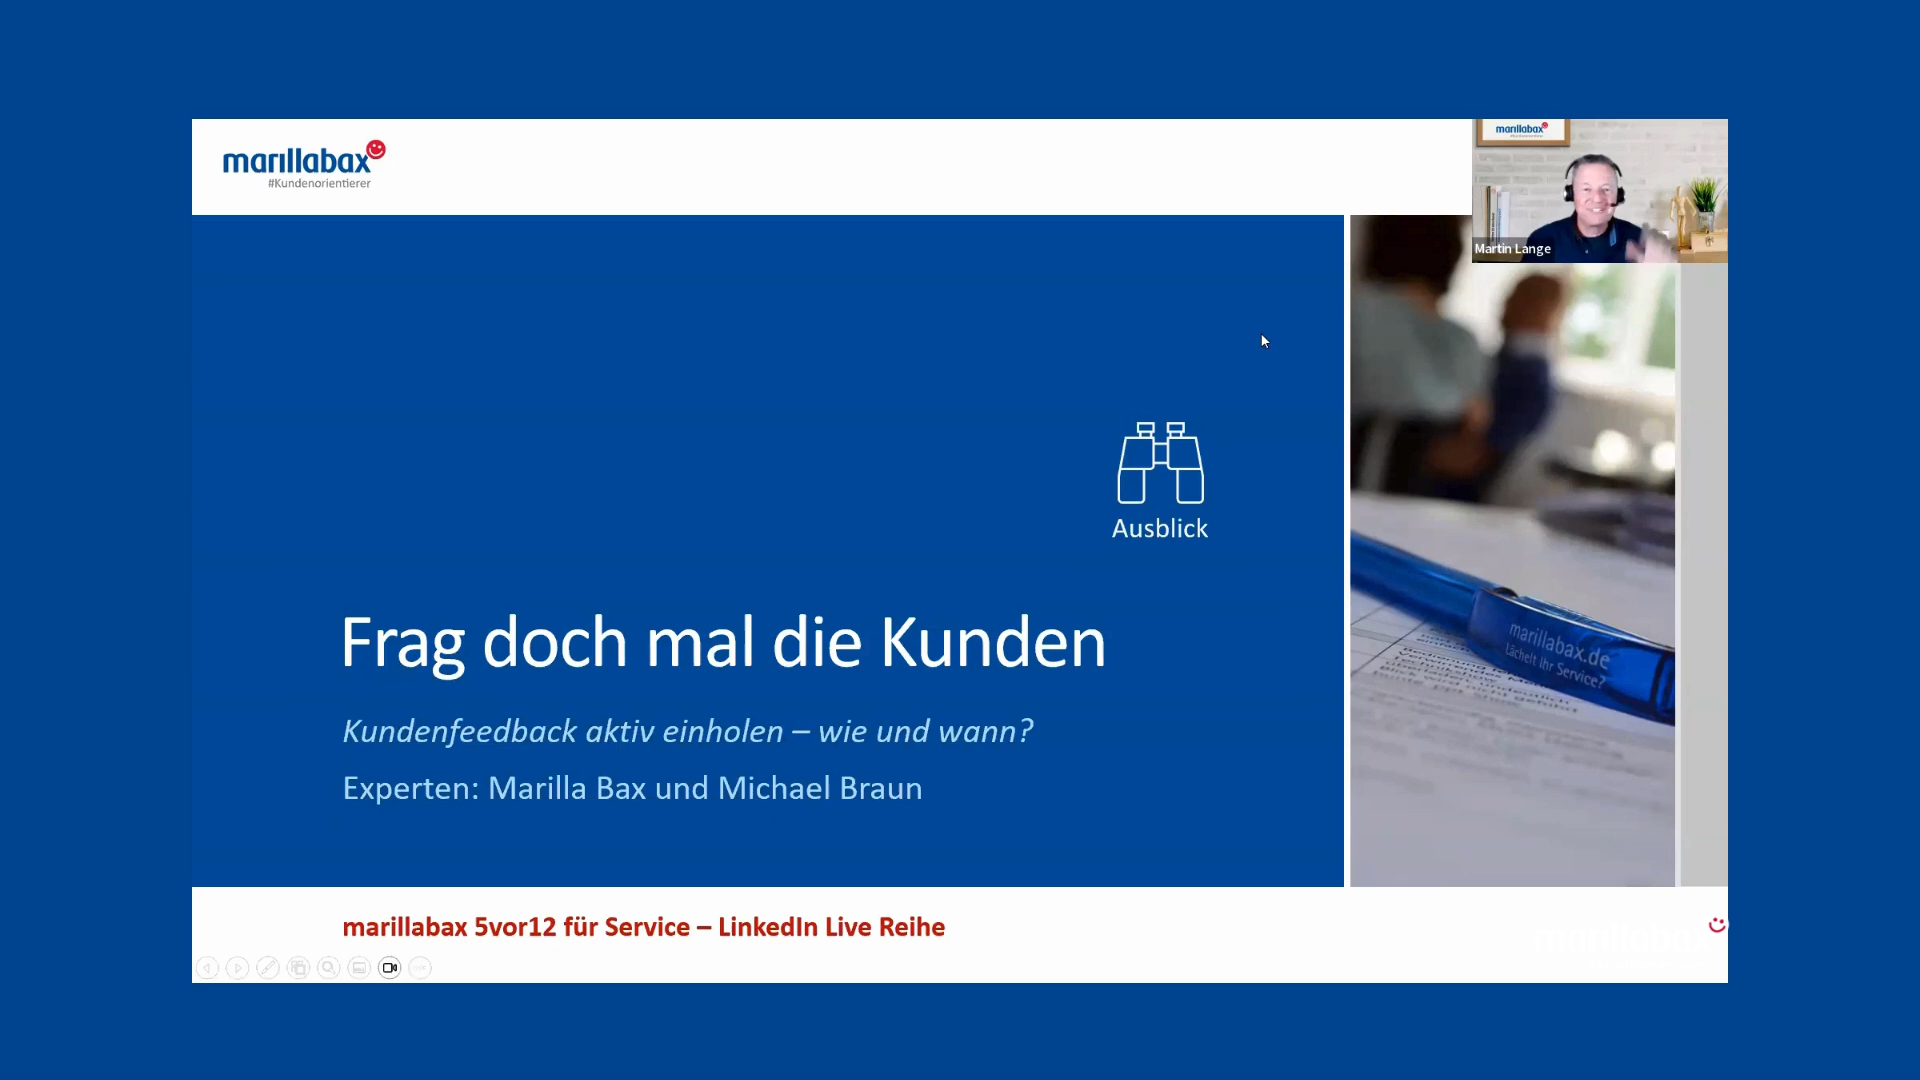 marillabax
#Kundenorientierer
marillabax
Martin Lange
Ausblick
Frag doch mal die Kunden
Kundenfeedback aktiv einholen – wie und wann?
Experten: Marilla Bax und Michael Braun
marillabax.de
Lächelt Ihr Service?
marillabax 5vor12 für Service – LinkedIn Live Reihe